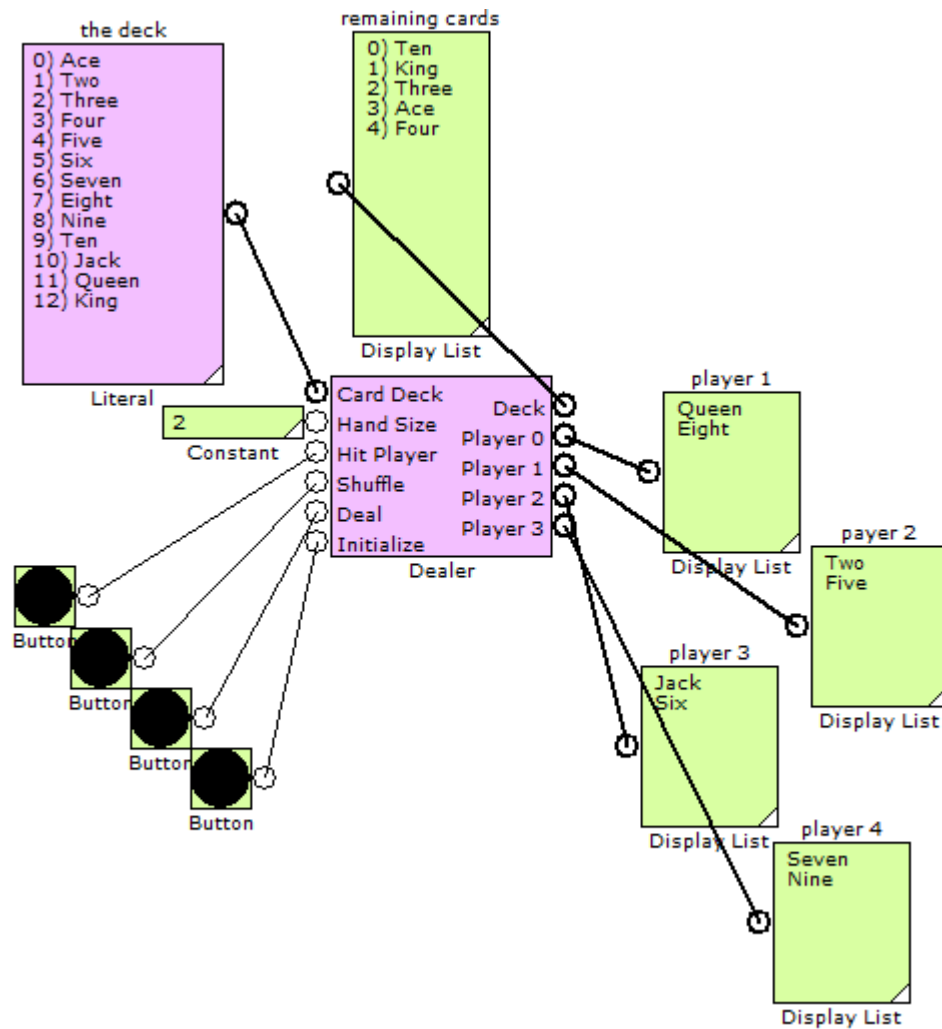 the deck
0) Ace
1) Two
2) Three
3) Four
4) Five
5) Six
6) Seven
7) Eight
8) Nine
9) Ten
10) Jack
11) Queen
12) King
Literal
remaining cards
0) Ten
1) King
2) Three
3) Ace
4) Four
Display List
2
Constant
Card Deck
Hand Size
Hit Player
Shuffle
Deal
Initialize
Deck
Player 0
Player 1
Player 2
Player 3
Dealer
player 1
Queen
Eight
Display List
payer 2
Two
Five
Display List
player 3
Jack
Six
Display List
player 4
Seven
Nine
Display List
Button
Button
Button
Button